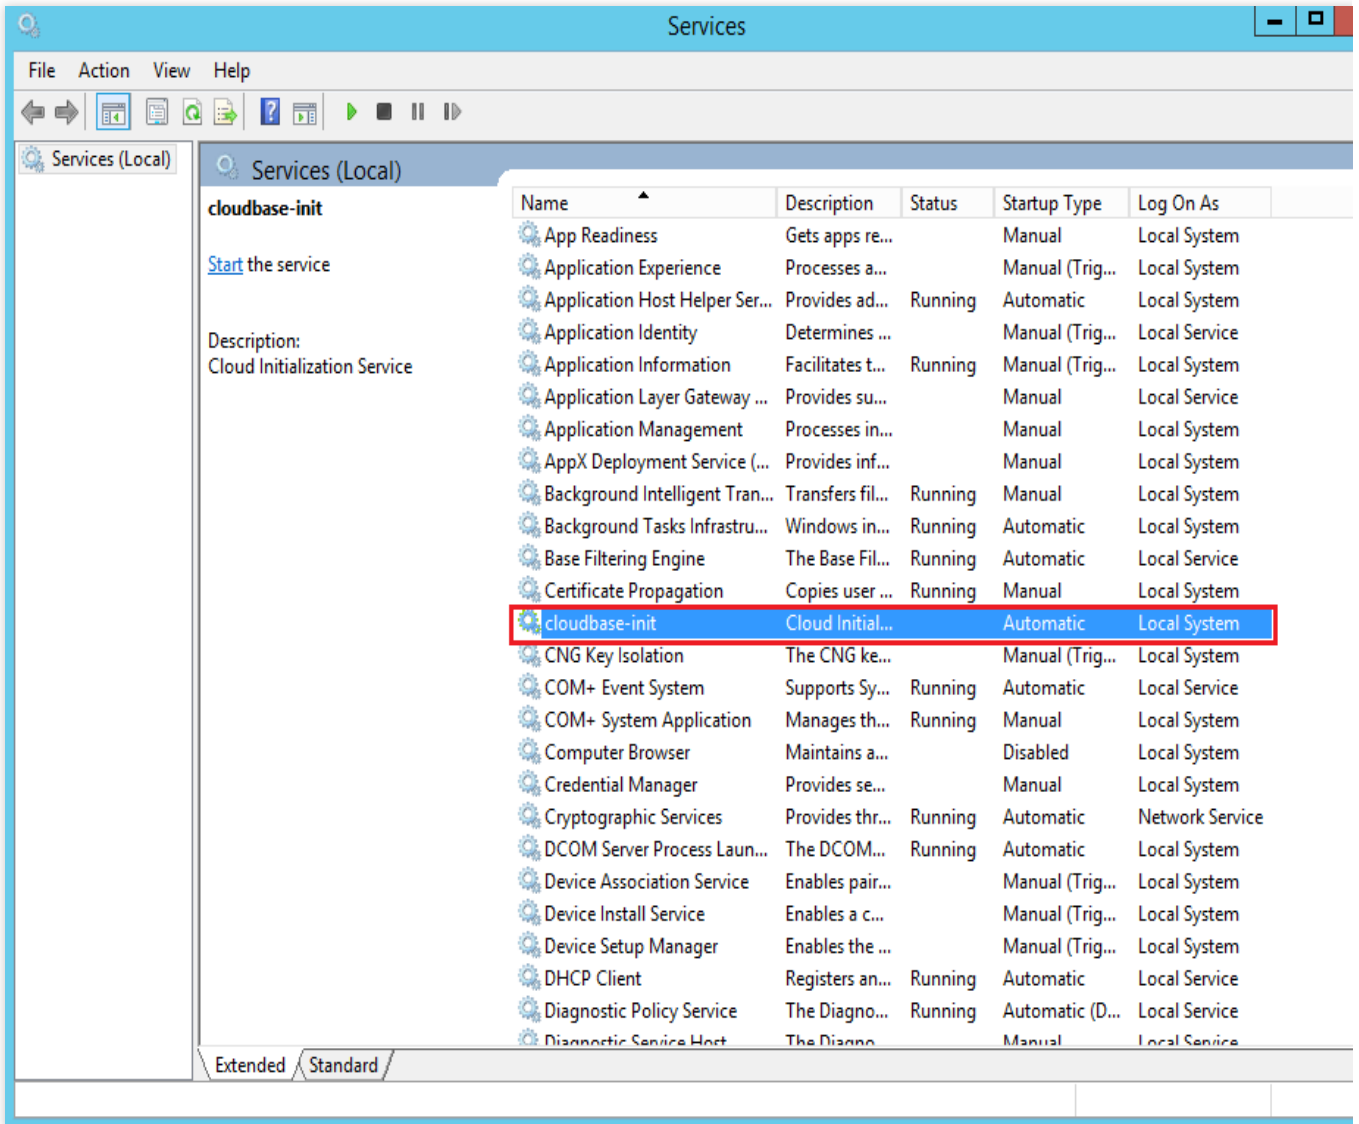 Services
File Action View Help
Services (Local)
Services (Local)
cloudbase-init
Start the service
Description:
Cloud Initialization Service
Name Description Status Startup Type Log On As
App Readiness Gets apps re... Manual Local System
Application Experience Processes a... Manual (Trig... Local System
Application Host Helper Ser... Provides ad... Running Automatic Local System
Application Identity Determines ... Manual (Trig... Local Service
Application Information Facilitates t... Running Manual (Trig... Local System
Application Layer Gateway ... Provides su... Manual Local Service
Application Management Processes in... Manual Local System
AppX Deployment Service (... Provides inf... Manual Local System
Background Intelligent Tran... Transfers fil... Running Manual Local System
Background Tasks Infrastru... Windows in... Running Automatic Local System
Base Filtering Engine The Base Fil... Running Automatic Local Service
Certificate Propagation Copies user ... Running Manual Local System
cloudbase-init Cloud Initial... Automatic Local System
CNG Key Isolation The CNG ke... Manual (Trig... Local System
COM+ Event System Supports Sy... Running Automatic Local Service
COM+ System Application Manages th... Running Manual Local System
Computer Browser Maintains a... Disabled Local System
Credential Manager Provides se... Manual Local System
Cryptographic Services Provides thr... Running Automatic Network Service
DCOM Server Process Laun... The DCOM... Running Automatic Local System
Device Association Service Enables pair... Manual (Trig... Local System
Device Install Service Enables a c... Manual (Trig... Local System
Device Setup Manager Enables the ... Manual (Trig... Local System
DHCP Client Registers an... Running Automatic Local Service
Diagnostic Policy Service The Diagno... Running Automatic (D... Local Service
Diagnostic Service Host The Diagno Manual Local Service
Extended Standard